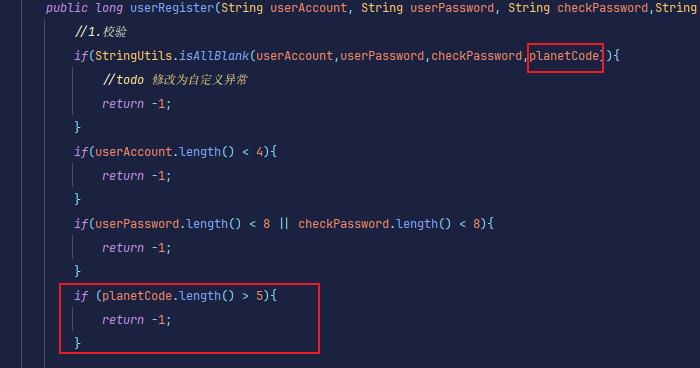 public long userRegister(String userAccount, String userPassword, String checkPassword,String
//1.校验
if(StringUtils.isAllBlank(userAccount,userPassword,checkPassword,planetCode)){
//todo 修改为自定义异常
return -1;
}
if(userAccount.length() < 4){
return -1;
}
if(userPassword.length() < 8 || checkPassword.length() < 8){
return -1;
}
if (planetCode.length() > 5){
return -1;
}